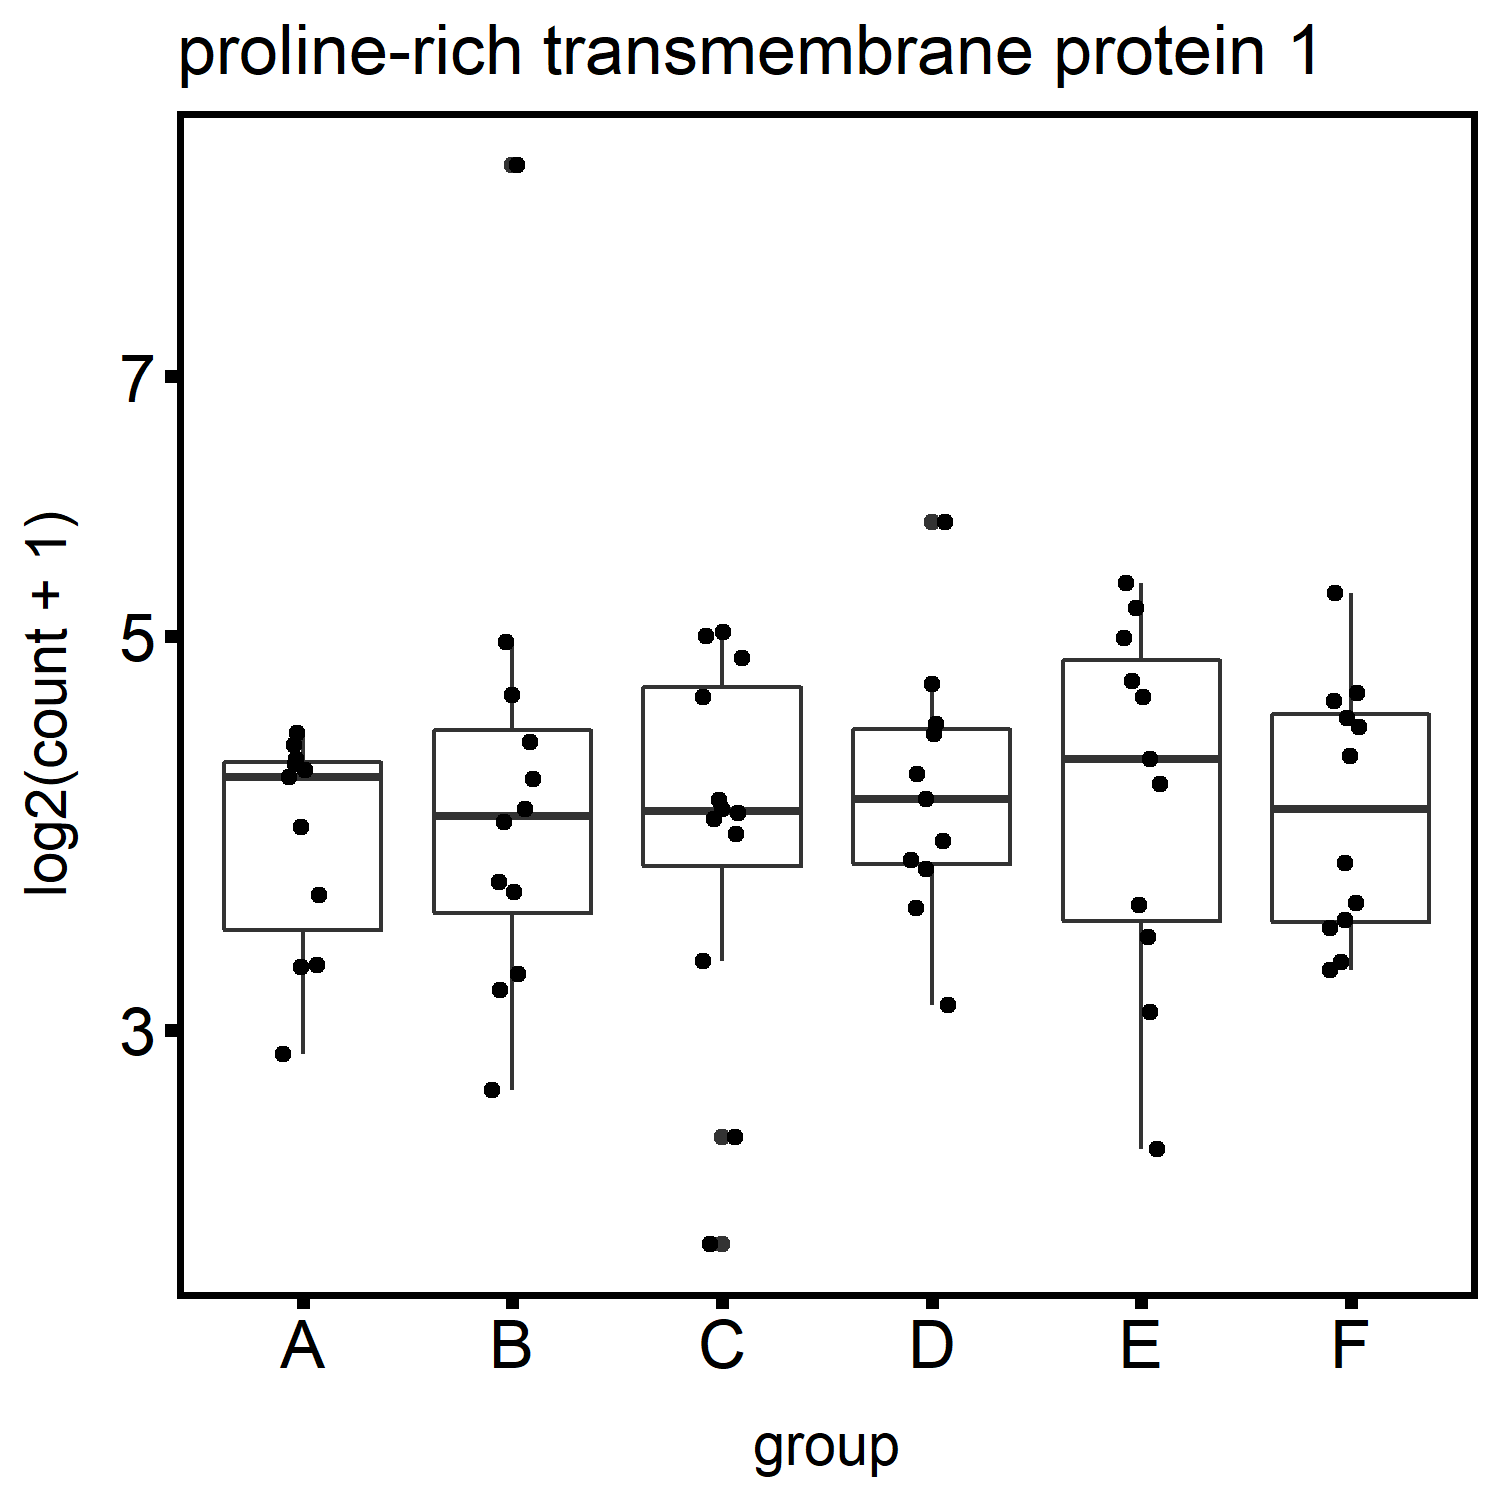 proline-rich transmembrane protein 1
log2(count + 1)
7
5
3
A B C D E F
group